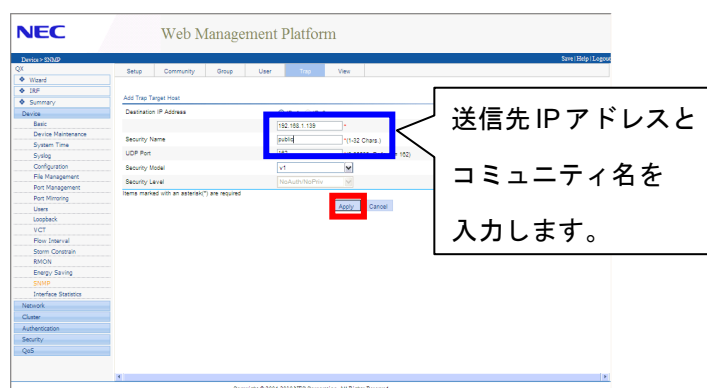 NEC
Web Management Platform
Device > SNMP
Save | Help | Logout
QX
Wizard
IRF
Summary
Device
Basic
Device Maintenance
System Time
Syslog
Configuration
File Management
Port Management
Port Mirroring
Users
Loopback
VCT
Flow Interval
Storm Constrain
RMON
Energy Saving
SNMP
Interface Statistics
Network
Cluster
Authentication
Security
QoS
Setup Community Group User Trap View
Add Trap Target Host
Destination IP Address
192.168.1.139 *
Security Name public *(1-32 Chars.)
UDP Port 162)
Security Model v1
Security Level NoAuth/NoPriv
Items marked with an asterisk(*) are required
Apply Cancel
送信先IPアドレスと
コミュニティ名を
入力します。